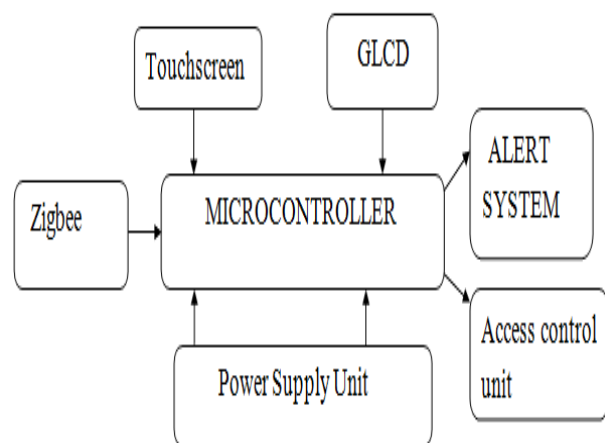 Touchscreen
GLCD
ALERT
SYSTEM
Zigbee
MICROCONTROLLER
Access control
unit
Power Supply Unit